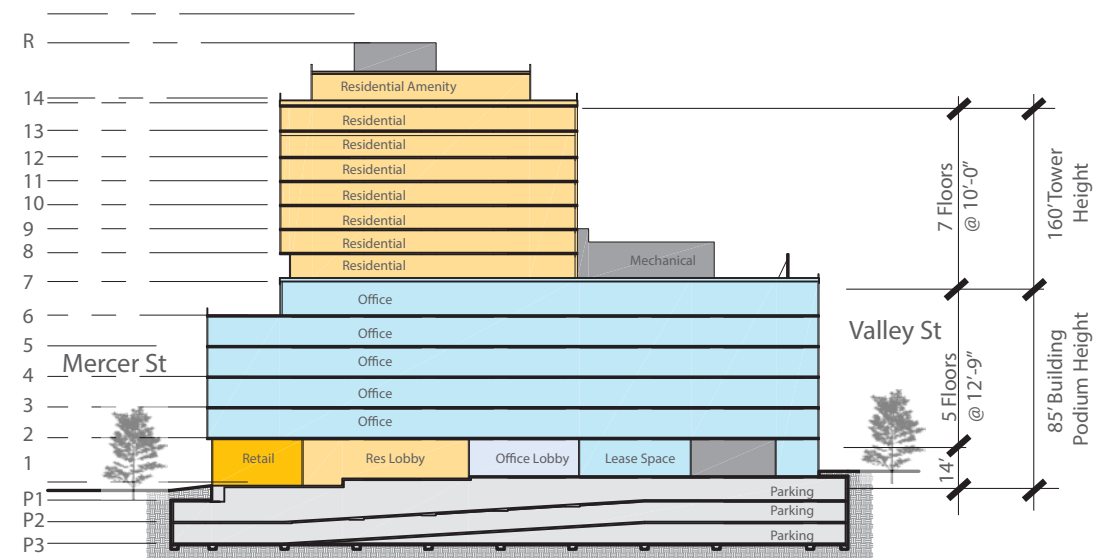 R
14
13
12
11
10
9
8
7
6
5
4
3
2
1
P1
P2
P3
Mercer St
Residential Amenity
Residential
Residential
Residential
Residential
Residential
Residential
Residential
Mechanical
Office
Office
Office
Office
Office
Retail
Res Lobby
Office Lobby
Lease Space
Parking
Parking
Parking
Valley St
7 Floors
@ 10'-0"
160' Tower
Height
5 Floors
@ 12'-9"
14'
85' Building
Podium Height